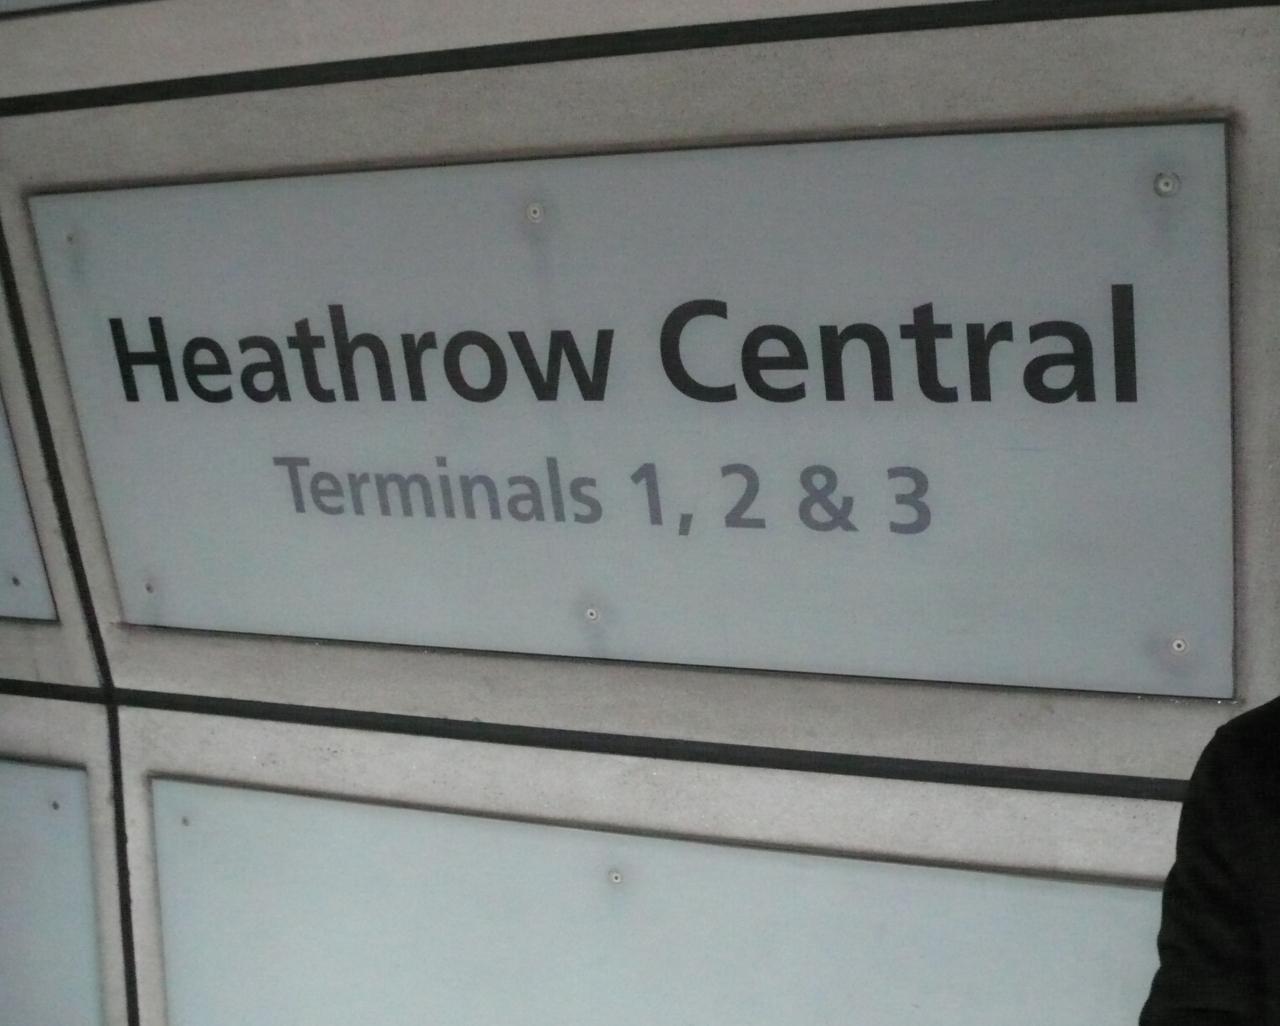 Heathrow Central
Terminals 1, 2 & 3